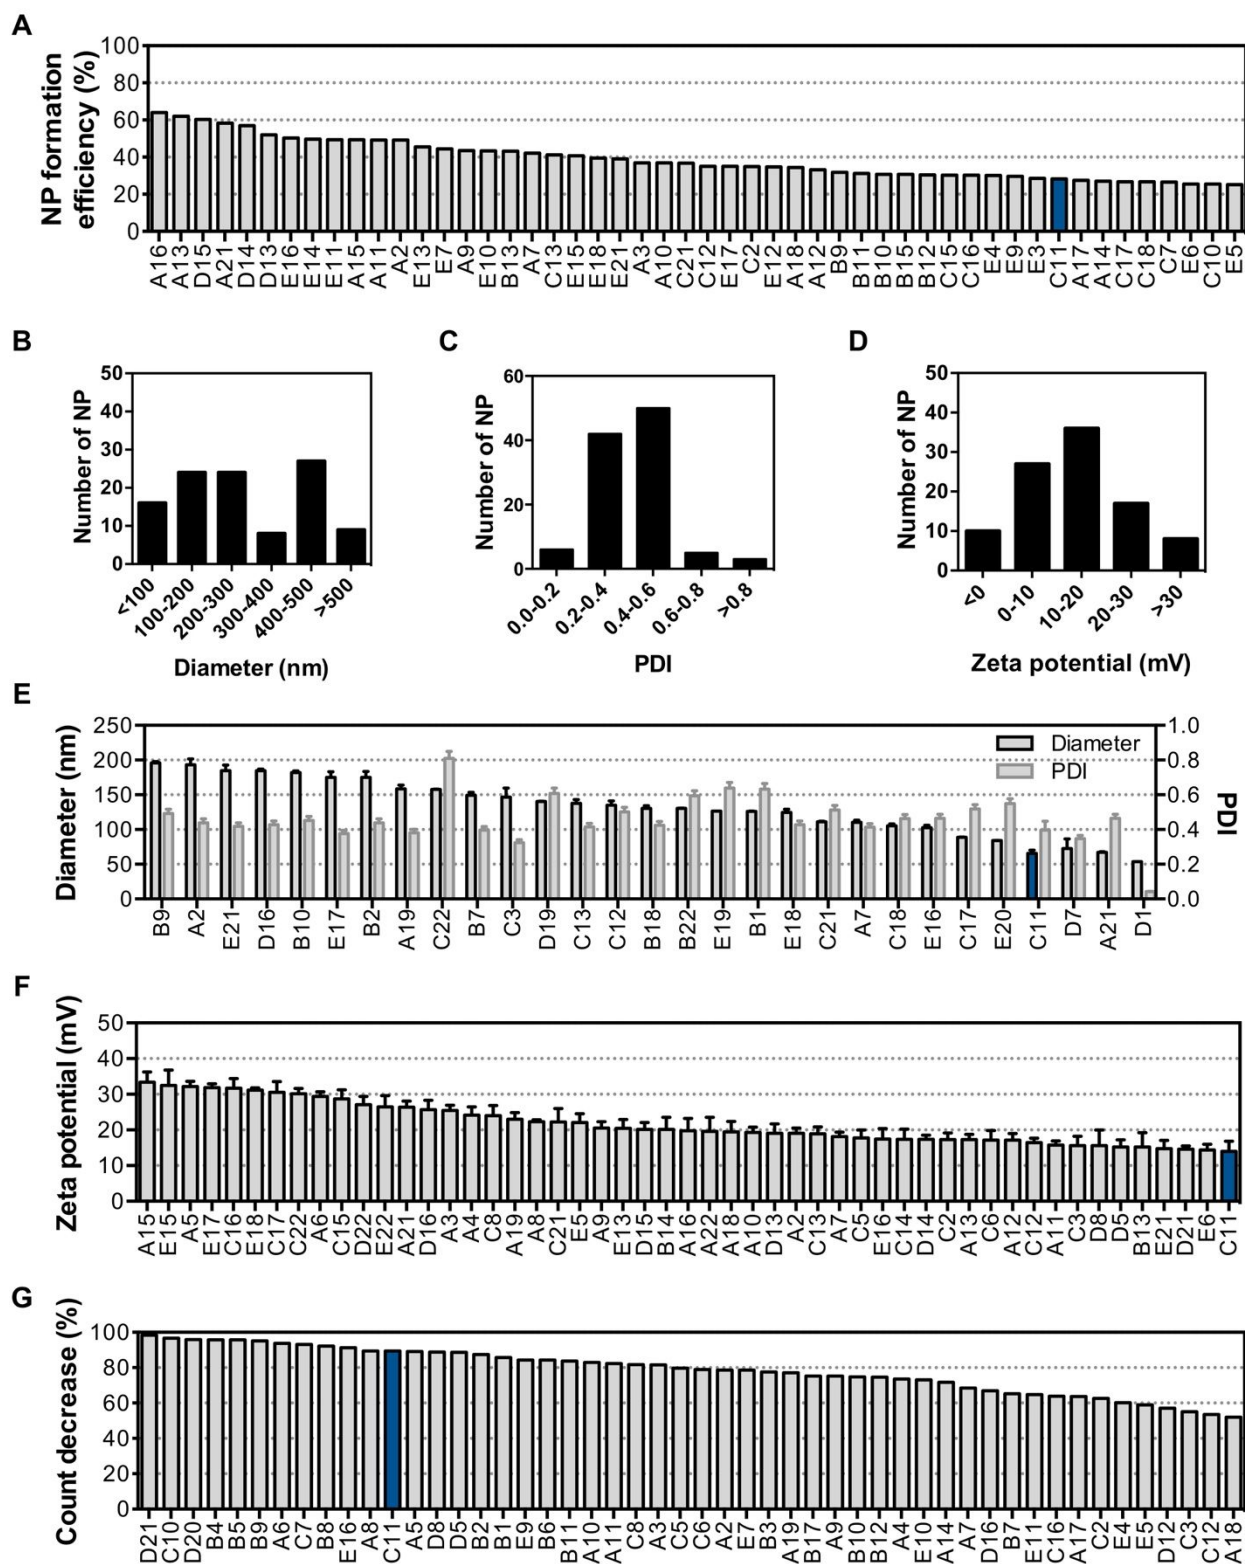 A
NP formation
efficiency (%)
100
80
60
40
20
0
A16 A13 D15 A21 D14 D13 E16 E14 E11 A15 A11 A2 E13 E7 A9 E10 B13 A7 C13 E15 E18 E21 A3 A10 C21 C12 E17 C2 E12 A18 A12 B9 B11 B10 B15 B12 C15 C16 E4 E9 E3 C11 A17 A14 C17 C18 C7 E6 C10 E5
B
Number of NP
50
40
30
20
10
0
<100 100-200 200-300 300-400 400-500 >500
Diameter (nm)
C
Number of NP
60
40
20
0
0.0-0.2 0.2-0.4 0.4-0.6 0.6-0.8 >0.8
PDI
D
Number of NP
50
40
30
20
10
0
<0 0-10 10-20 20-30 >30
Zeta potential (mV)
E
Diameter (nm)
250
200
150
100
50
0
Diameter
PDI
1.0
0.8
0.6
0.4
0.2
0.0
PDI
B9 A2 E21 D16 B10 E17 B2 A19 C22 B7 C3 D19 C13 C12 B18 B22 E19 B1 E18 C21 A7 C18 E16 C17 E20 C11 D7 A21 D1
F
Zeta potential (mV)
50
40
30
20
10
0
A15 E15 A5 E17 C16 E18 C17 C22 A6 C15 D22 E22 A21 D16 A3 A4 C8 A19 A8 C21 E5 A9 E13 D15 B14 A16 A22 A18 A10 D13 A2 C13 A7 C5 E16 C14 D14 C2 A13 C6 A12 C12 A11 C3 D8 D5 B13 E21 D21 E6 C11
G
Count decrease (%)
100
80
60
40
20
0
D21 C10 D20 B4 B5 B9 A6 C7 B8 E16 A8 C11 A5 D8 D5 B2 B1 E9 B6 B11 A10 A11 C8 A3 C5 C6 A2 E7 B3 A19 B17 A9 B10 B12 A4 E10 A14 A7 D16 B7 E11 C16 A17 C2 E4 E5 D12 C3 C12 A18